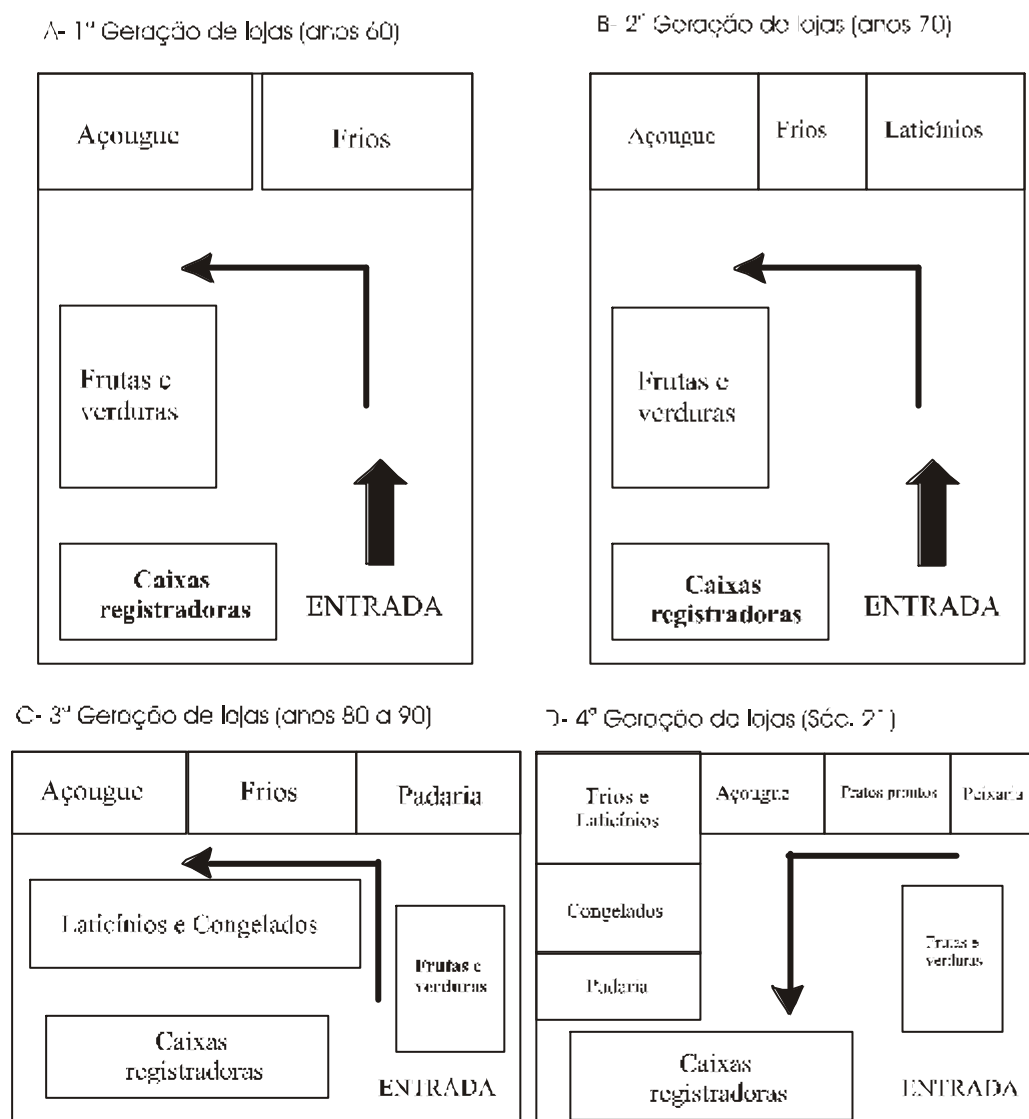 A- 1ª Geração de lojas (anos 60)
Açougue
Frios
Frutas e
verduras
Caixas
registradoras
ENTRADA
B- 2ª Geração de lojas (anos 70)
Açougue
Frios
Laticínios
Frutas e
verduras
Caixas
registradoras
ENTRADA
C- 3ª Geração de lojas (anos 80 a 90)
Açougue
Frios
Padaria
Laticínios e Congelados
Frutas e
verduras
Caixas
registradoras
ENTRADA
D- 4ª Geração de lojas (Séc. 21)
Frios e
Laticínios
Açougue
Pratos prontos
Peixaria
Congelados
Frutas e
verduras
Padaria
Caixas
registradoras
ENTRADA